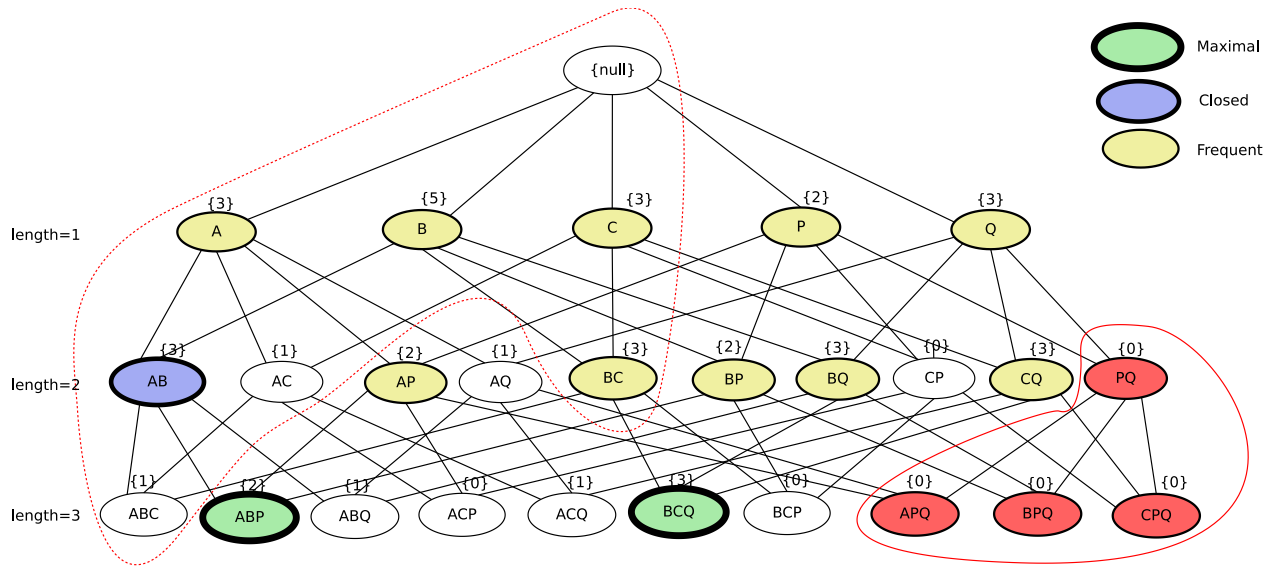 {null}
Maximal
Closed
Frequent
{3} {5} {3} {2} {3}
length=1 A B C P Q
{3} {1} {2} {1} {3} {2} {3} {0} {3} {0}
length=2 AB AC AP AQ BC BP BQ CP CQ PQ
{1} {2} {1} {0} {1} {3} {0} {0} {0} {0}
length=3 ABC ABP ABQ ACP ACQ BCQ BCP APQ BPQ CPQ